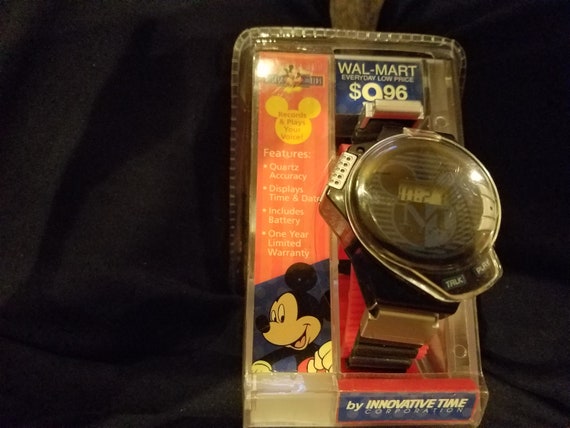 WAL-MART
EVERYDAY LOW PRICE
$9.96
Records
& Plays
Your
Voice!
Features:
• Quartz
Accuracy
• Displays
Time & Date
• Includes
Battery
• One Year
Limited
Warranty
TALK
by INNOVATIVE TIME
CORPORATION